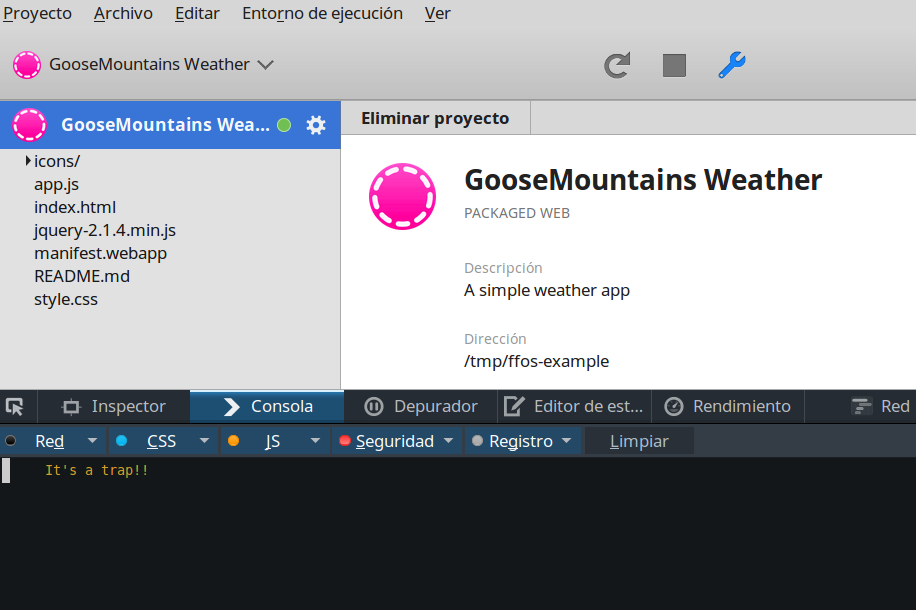 Proyecto Archivo Editar Entorno de ejecución Ver
GooseMountains Weather
GooseMountains Wea...
icons/
app.js
index.html
jquery-2.1.4.min.js
manifest.webapp
README.md
style.css
Eliminar proyecto
GooseMountains Weather
PACKAGED WEB
Descripción
A simple weather app
Dirección
/tmp/ffos-example
Inspector Consola Depurador Editor de est... Rendimiento Red
Red CSS JS Seguridad Registro Limpiar
It's a trap!!